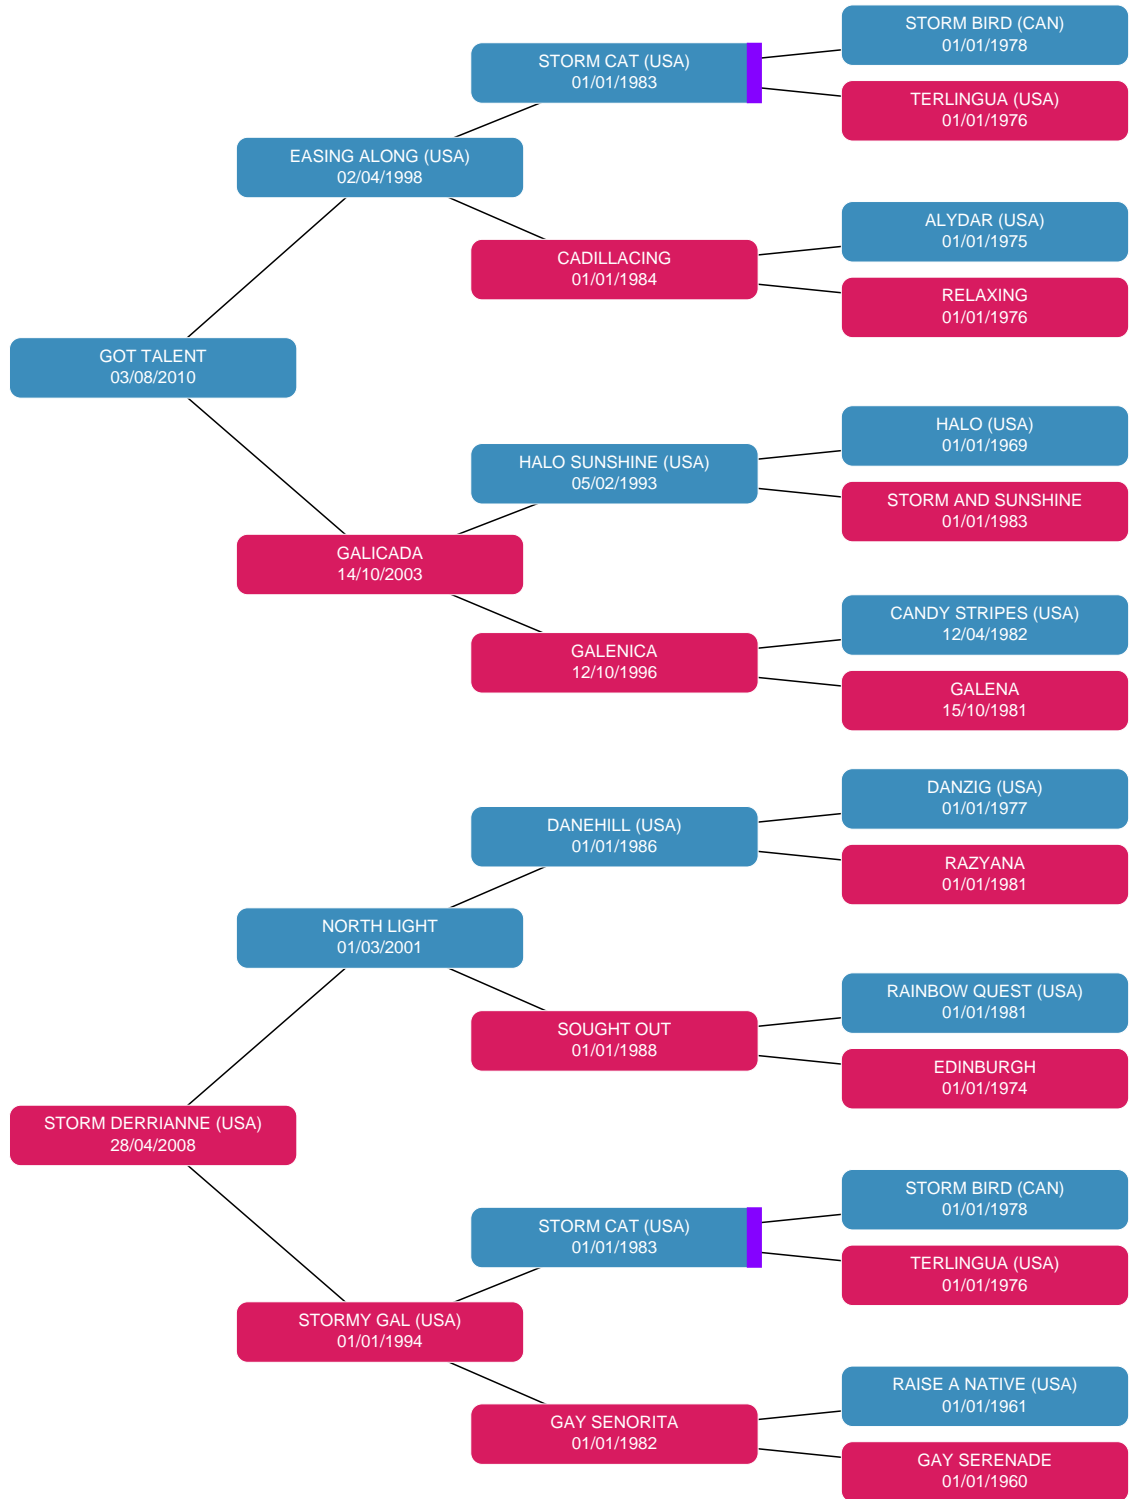 STORM BIRD (CAN)
01/01/1978
STORM CAT (USA)
01/01/1983
TERLINGUA (USA)
01/01/1976
EASING ALONG (USA)
02/04/1998
ALYDAR (USA)
01/01/1975
CADILLACING
01/01/1984
RELAXING
01/01/1976
GOT TALENT
03/08/2010
HALO (USA)
01/01/1969
HALO SUNSHINE (USA)
05/02/1993
STORM AND SUNSHINE
01/01/1983
GALICADA
14/10/2003
CANDY STRIPES (USA)
12/04/1982
GALENICA
12/10/1996
GALENA
15/10/1981
DANZIG (USA)
01/01/1977
DANEHILL (USA)
01/01/1986
RAZYANA
01/01/1981
NORTH LIGHT
01/03/2001
RAINBOW QUEST (USA)
01/01/1981
SOUGHT OUT
01/01/1988
EDINBURGH
01/01/1974
STORM DERRIANNE (USA)
28/04/2008
STORM BIRD (CAN)
01/01/1978
STORM CAT (USA)
01/01/1983
TERLINGUA (USA)
01/01/1976
STORMY GAL (USA)
01/01/1994
RAISE A NATIVE (USA)
01/01/1961
GAY SENORITA
01/01/1982
GAY SERENADE
01/01/1960